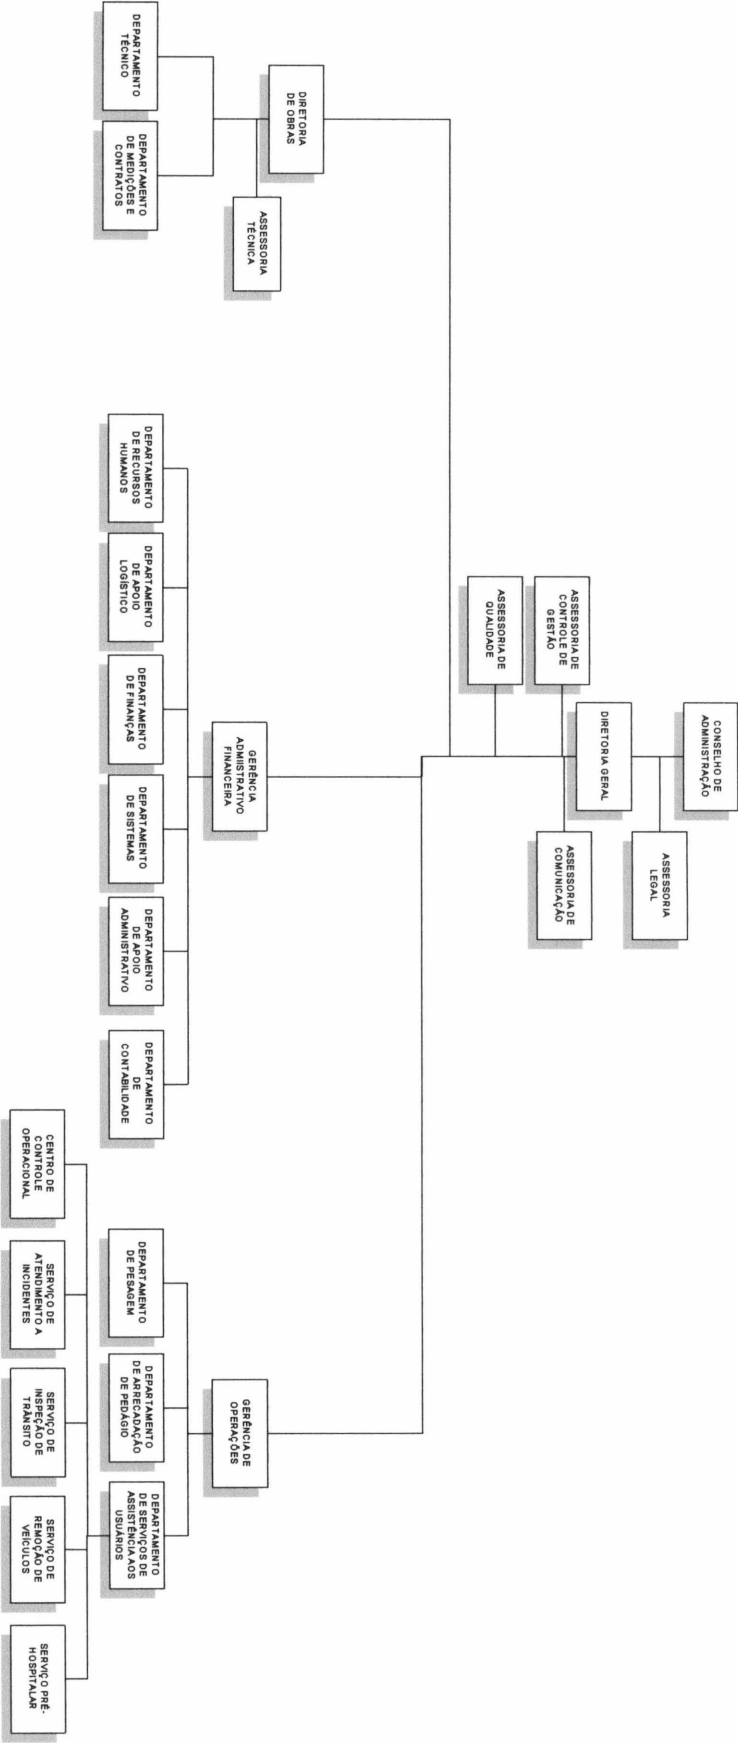 CONSELHO DE
ADMINISTRAÇÃO
ASSESSORIA
LEGAL
DIRETORIA GERAL
ASSESSORIA DE
CONTROLE DE
GESTÃO
ASSESSORIA DE
COMUNICAÇÃO
ASSESSORIA DE
QUALIDADE
DIRETORIA
DE OBRAS
ASSESSORIA
TÉCNICA
DEPARTAMENTO
TÉCNICO
DEPARTAMENTO
DE MEDIÇÕES E
CONTRATOS
GERÊNCIA
ADMIISTRATIVO
FINANCEIRA
DEPARTAMENTO
DE RECURSOS
HUMANOS
DEPARTAMENTO
DE APOIO
LOGÍSTICO
DEPARTAMENTO
DE FINANÇAS
DEPARTAMENTO
DE SISTEMAS
DEPARTAMENTO
DE APOIO
ADMINISTRATIVO
DEPARTAMENTO
DE
CONTABILIDADE
GERÊNCIA DE
OPERAÇÕES
DEPARTAMENTO
DE PESAGEM
DEPARTAMENTO
DE ARRECADAÇÃO
DE PEDÁGIO
DEPARTAMENTO
DE SERVIÇOS DE
ASSISTÊNCIA AOS
USUÁRIOS
CENTRO DE
CONTROLE
OPERACIONAL
SERVIÇO DE
ATENDIMENTO A
INCIDENTES
SERVIÇO DE
INSPEÇÃO DE
TRÂNSITO
SERVIÇO DE
REMOÇÃO DE
VEÍCULOS
SERVIÇO PRÉ-
HOSPITALAR